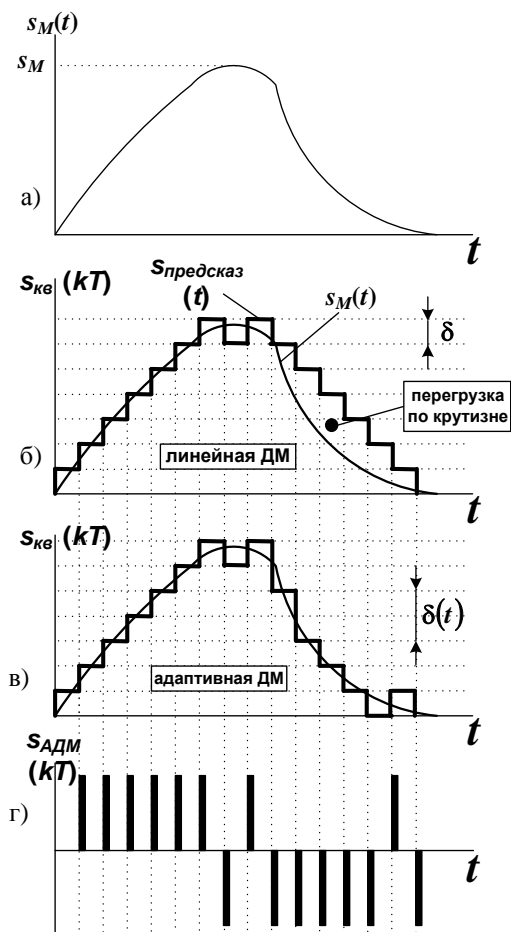 s_M(t)
s_M
а)
t
s_кв (kT)
s_предсказ
(t)
s_M(t)
δ
перегрузка
по крутизне
линейная ДМ
б)
t
s_кв (kT)
δ(t)
адаптивная ДМ
в)
t
s_АДМ
(kT)
г)
t